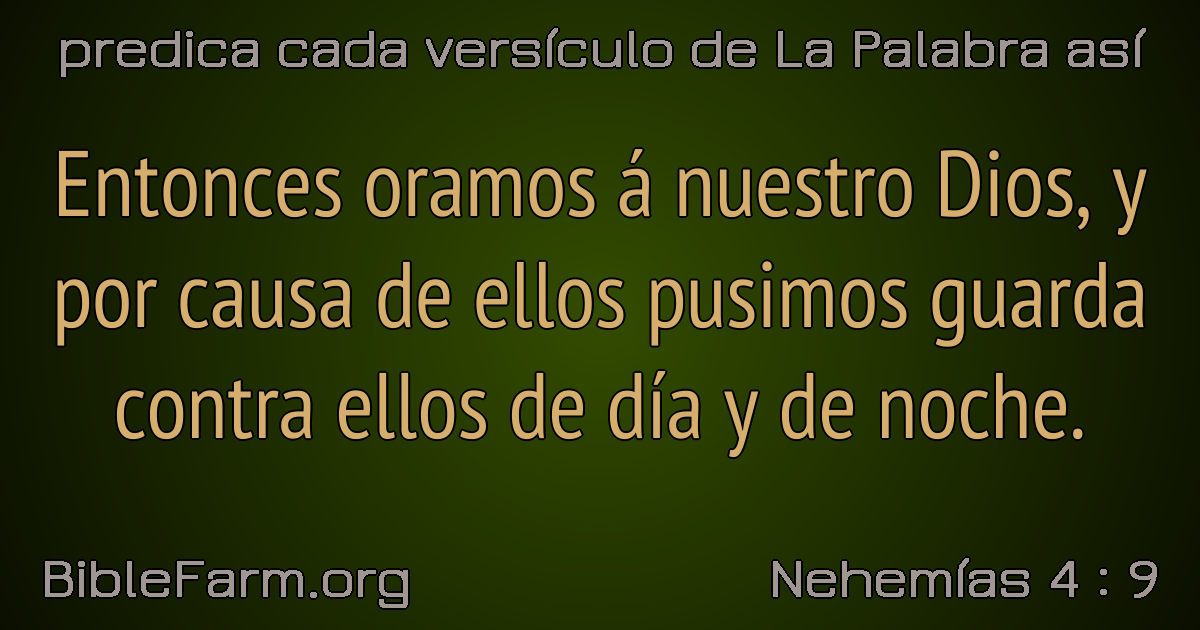 predica cada versículo de La Palabra así
Entonces oramos á nuestro Dios, y
por causa de ellos pusimos guarda
contra ellos de día y de noche.
BibleFarm.org
Nehemías 4 : 9